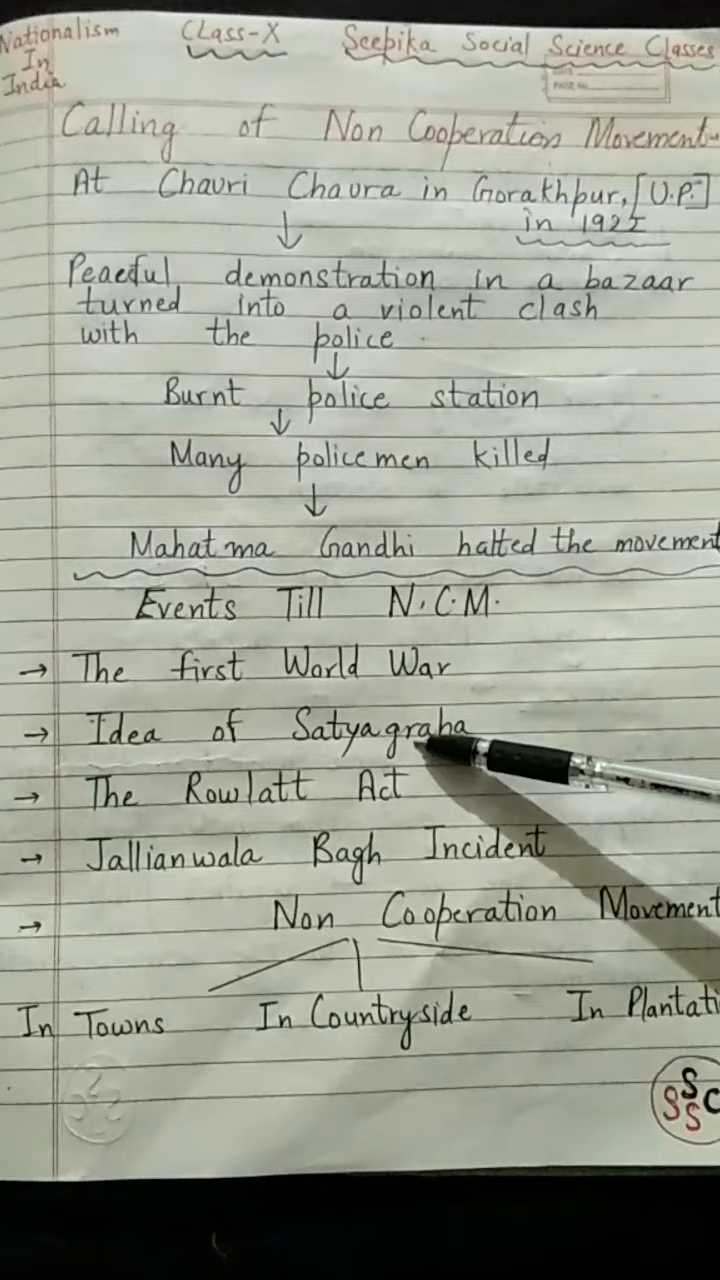 Nationalism
In
India
CLass-X
Seepika Social Science Classes
PAGE No.
Calling of Non Cooperation Movement-
At Chauri Chaura in Gorakhpur, [U.P.]
in 1922
Peaceful demonstration in a bazaar
turned into a violent clash
with the police.
↓
Burnt police station
↓
Many policemen killed
↓
Mahatma Gandhi halted the movement
Events Till N.C.M.
→ The first World War
→ Idea of Satyagraha
→ The Rowlatt Act
→ Jallianwala Bagh Incident
→ Non Cooperation Movement
In Towns In Countryside In Plantati
SSSC